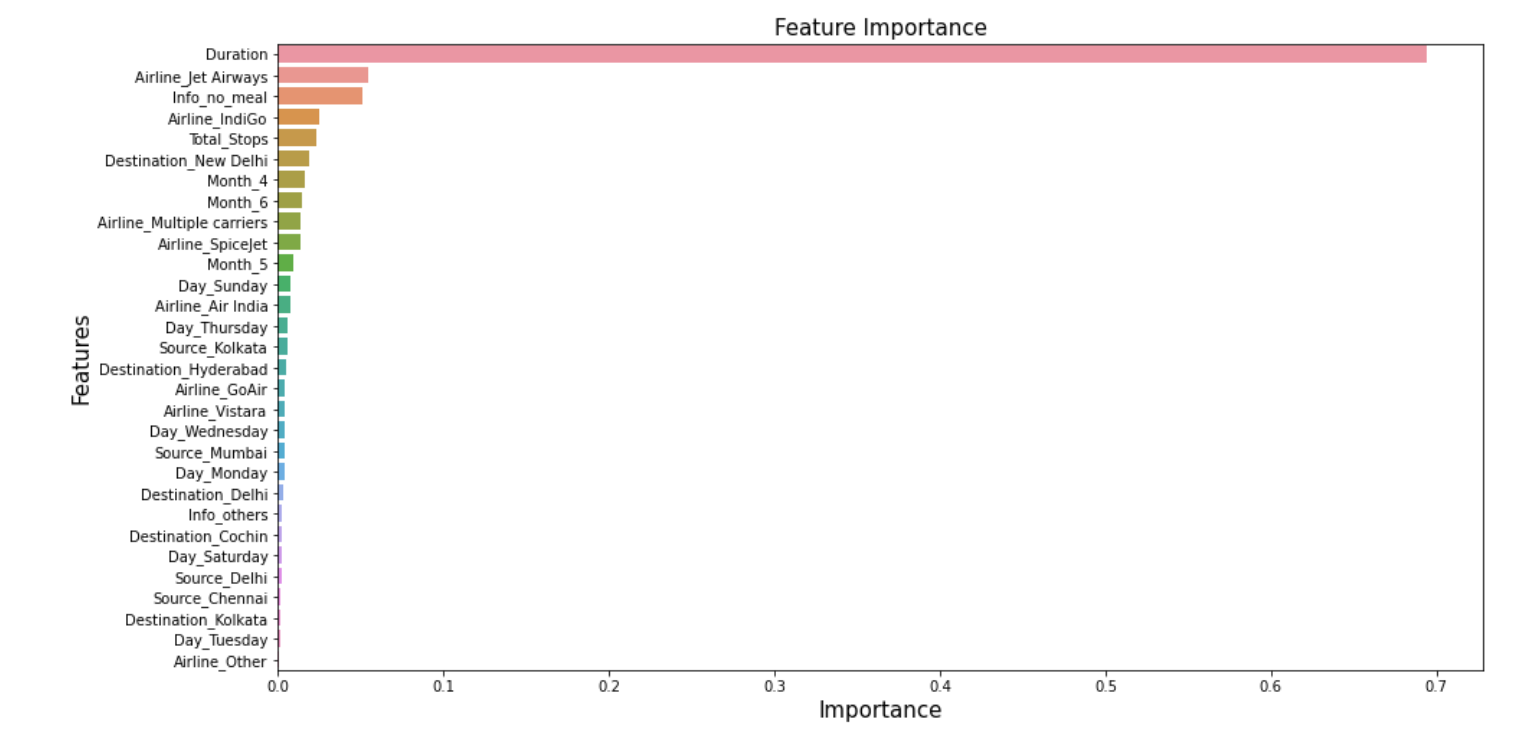 Feature Importance
Duration
Airline_Jet Airways
Info_no_meal
Airline_IndiGo
Total_Stops
Destination_New Delhi
Month_4
Month_6
Airline_Multiple carriers
Airline_SpiceJet
Month_5
Day_Sunday
Airline_Air India
Day_Thursday
Source_Kolkata
Destination_Hyderabad
Airline_GoAir
Airline_Vistara
Day_Wednesday
Source_Mumbai
Day_Monday
Destination_Delhi
Info_others
Destination_Cochin
Day_Saturday
Source_Delhi
Source_Chennai
Destination_Kolkata
Day_Tuesday
Airline_Other
Features
0.0 0.1 0.2 0.3 0.4 0.5 0.6 0.7
Importance